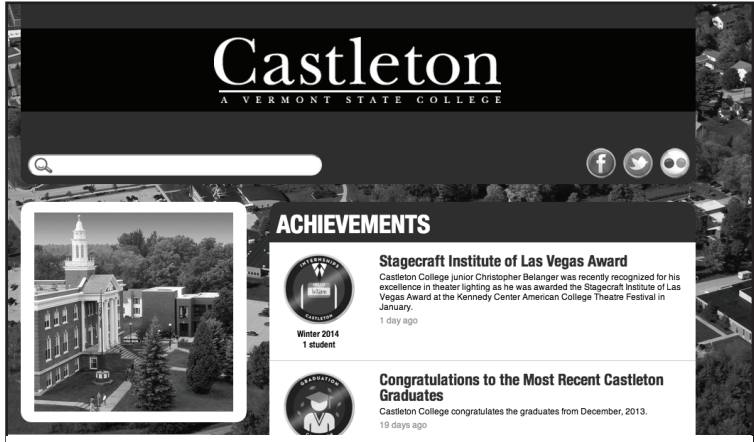 Castleton
A VERMONT STATE COLLEGE
ACHIEVEMENTS
INTERNSHIPS
HELLO
CASTLETON
Winter 2014
1 student
Stagecraft Institute of Las Vegas Award
Castleton College junior Christopher Belanger was recently recognized for his
excellence in theater lighting as he was awarded the Stagecraft Institute of Las
Vegas Award at the Kennedy Center American College Theatre Festival in
January.
1 day ago
GRADUATION
Congratulations to the Most Recent Castleton
Graduates
Castleton College congratulates the graduates from December, 2013.
19 days ago